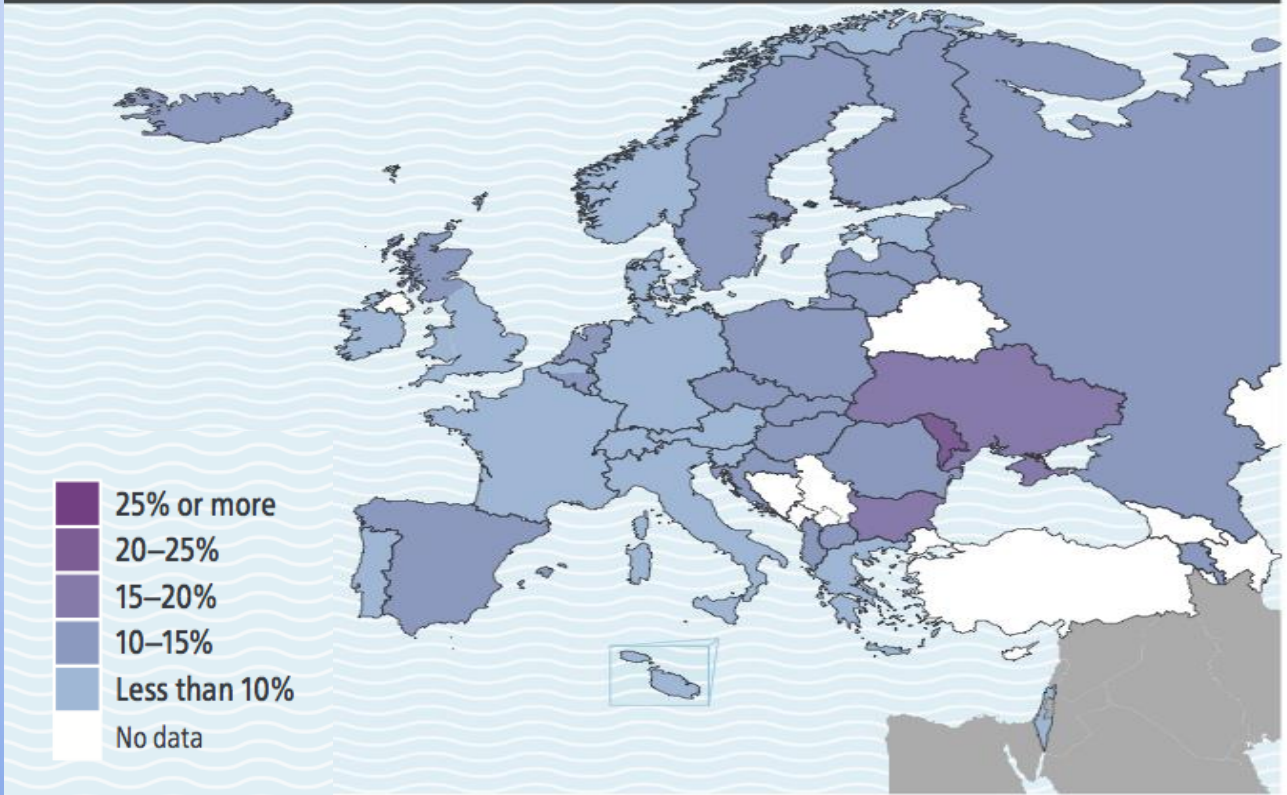 25% or more
20–25%
15–20%
10–15%
Less than 10%
No data